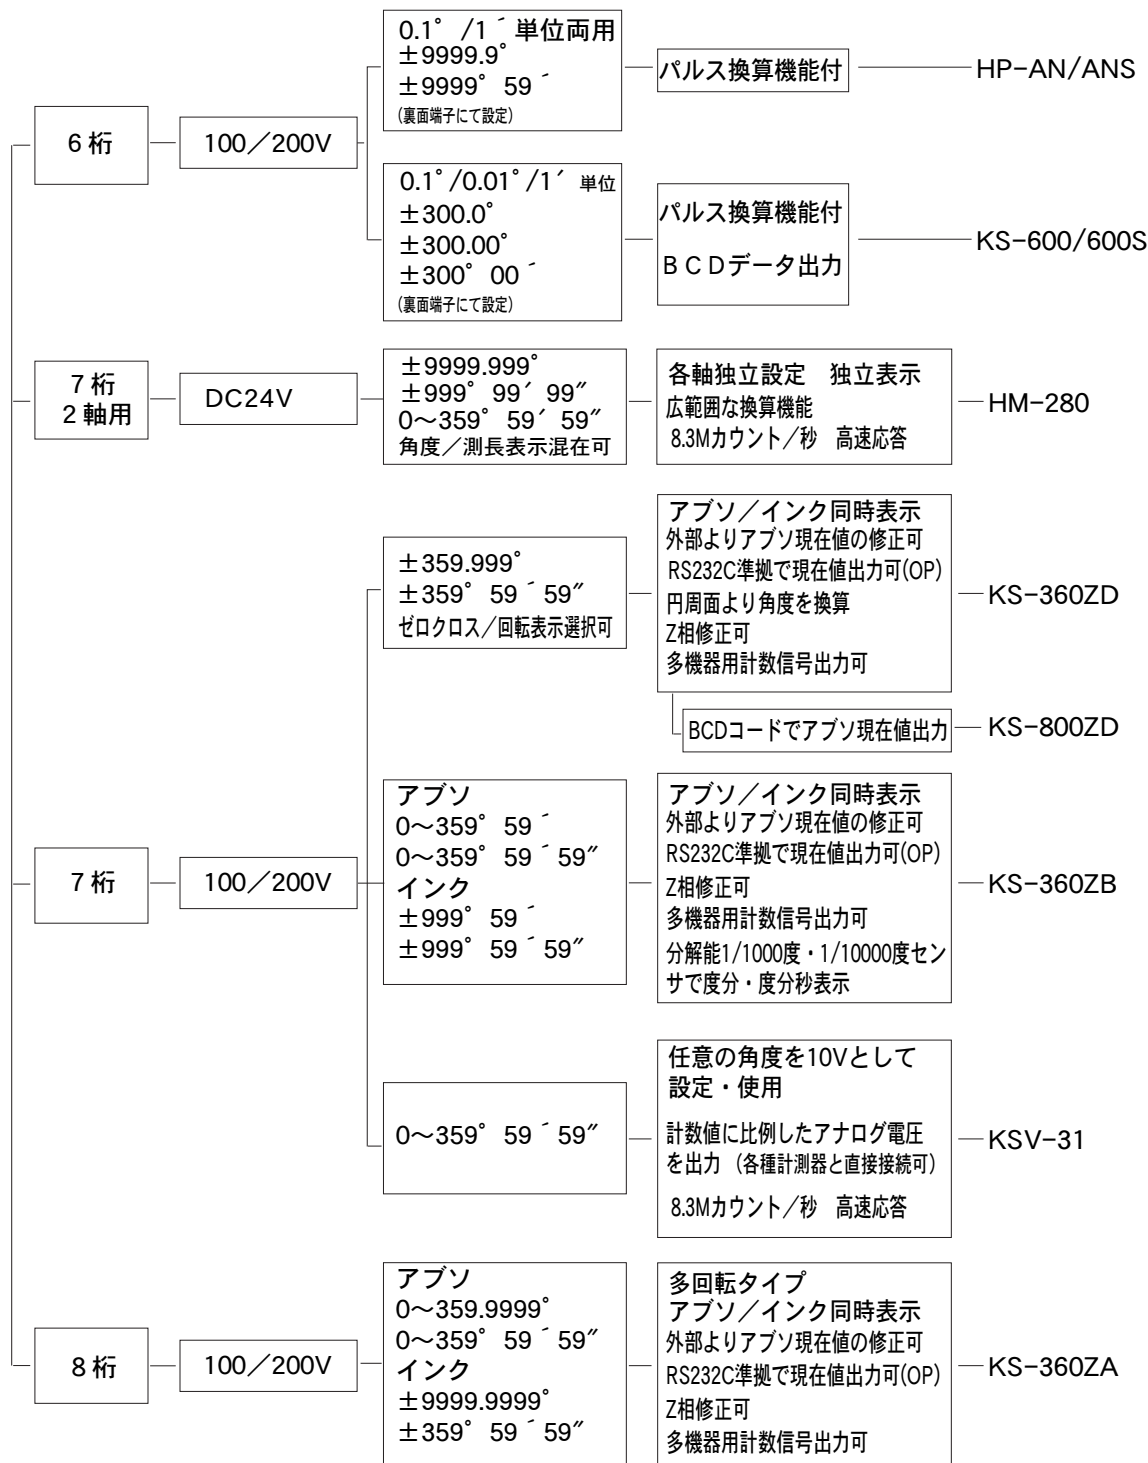 0.1° /1´単位両用
±9999.9°
±9999° 59´
(裏面端子にて設定)
パルス換算機能付
HP-AN/ANS
6桁
100／200V
0.1°/0.01°/1′ 単位
±300.0°
±300.00°
±300° 00´
(裏面端子にて設定)
パルス換算機能付
ＢＣＤデータ出力
KS-600/600S
7桁
2軸用
DC24V
±9999.999°
±999° 99′ 99″
0～359° 59′ 59″
角度／測長表示混在可
各軸独立設定　独立表示
広範囲な換算機能
8.3Mカウント／秒　高速応答
HM-280
±359.999°
±359° 59´59″
ゼロクロス／回転表示選択可
アブソ／インク同時表示
外部よりアブソ現在値の修正可
RS232C準拠で現在値出力可(OP)
円周面より角度を換算
Z相修正可
多機器用計数信号出力可
KS-360ZD
BCDコードでアブソ現在値出力
KS-800ZD
7桁
100／200V
アブソ
0～359° 59´
0～359° 59´59″
インク
±999° 59´
±999° 59´59″
アブソ／インク同時表示
外部よりアブソ現在値の修正可
RS232C準拠で現在値出力可(OP)
Z相修正可
多機器用計数信号出力可
分解能1/1000度・1/10000度セン
サで度分・度分秒表示
KS-360ZB
0～359° 59´59″
任意の角度を10Vとして
設定・使用
計数値に比例したアナログ電圧
を出力 （各種計測器と直接接続可）
8.3Mカウント／秒　高速応答
KSV-31
8桁
100／200V
アブソ
0～359.9999°
0～359° 59´59″
インク
±9999.9999°
±359° 59´59″
多回転タイプ
アブソ／インク同時表示
外部よりアブソ現在値の修正可
RS232C準拠で現在値出力可(OP)
Z相修正可
多機器用計数信号出力可
KS-360ZA